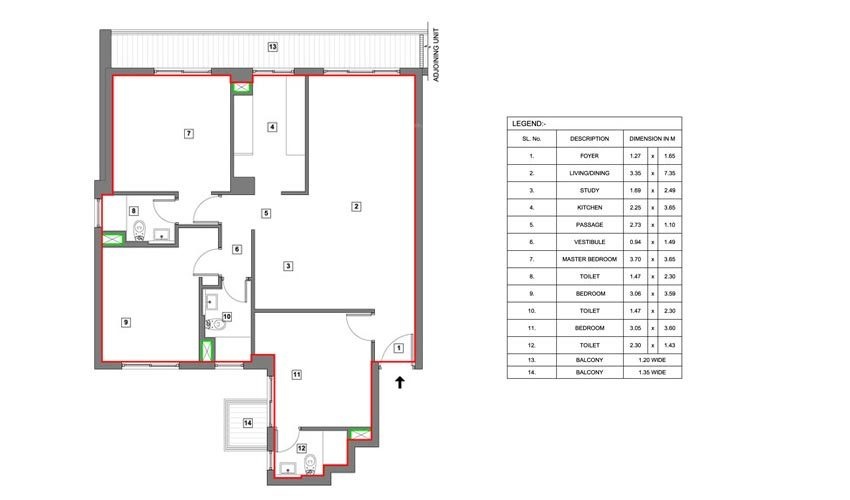 13
ADJOINING UNIT
7
4
2
8
5
6
3
9
10
1
11
14
12
LEGEND:-
SL. No. DESCRIPTION DIMENSION IN M
1. FOYER 1.27 x 1.65
2. LIVING/DINING 3.35 x 7.35
3. STUDY 1.69 x 2.49
4. KITCHEN 2.25 x 3.65
5. PASSAGE 2.73 x 1.10
6. VESTIBULE 0.94 x 1.49
7. MASTER BEDROOM 3.70 x 3.65
8. TOILET 1.47 x 2.30
9. BEDROOM 3.06 x 3.59
10. TOILET 1.47 x 2.30
11. BEDROOM 3.05 x 3.60
12. TOILET 2.30 x 1.43
13. BALCONY 1.20 WIDE
14. BALCONY 1.35 WIDE